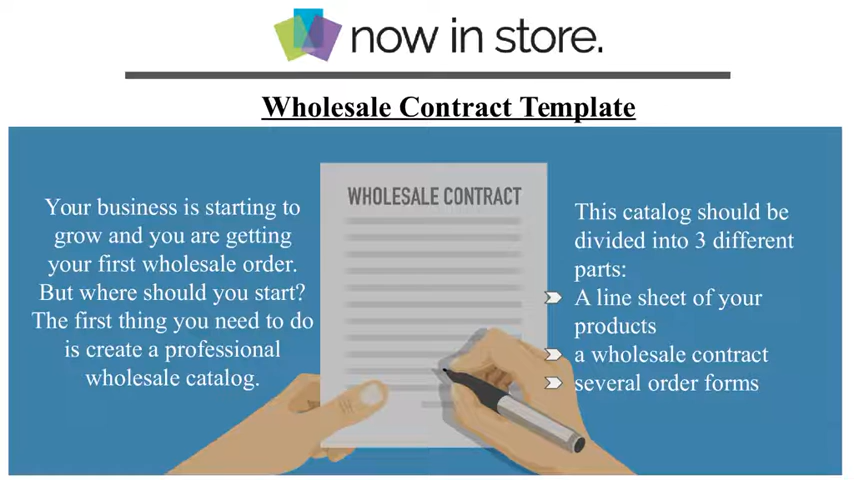 now in store.
Wholesale Contract Template
Your business is starting to
grow and you are getting
your first wholesale order.
But where should you start?
The first thing you need to do
is create a professional
wholesale catalog.
WHOLESALE CONTRACT
This catalog should be
divided into 3 different
parts:
A line sheet of your
products
a wholesale contract
several order forms